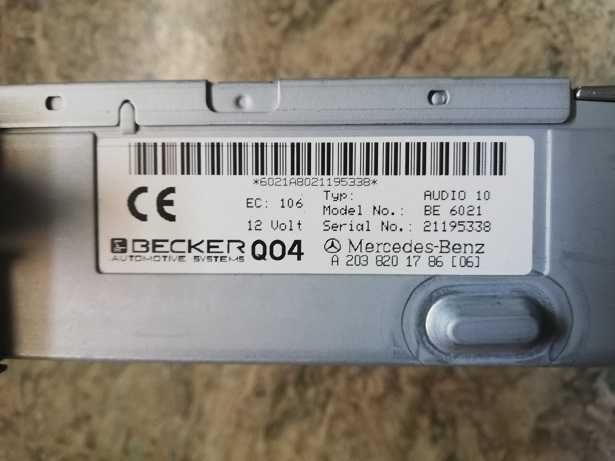 *6021A8021195338*
CE
Typ: AUDIO 10
EC: 106 Model No.: BE 6021
12 Volt Serial No.: 21195338
BECKER Q04 Mercedes-Benz
AUTOMOTIVE SYSTEMS A 203 820 17 86 [06]